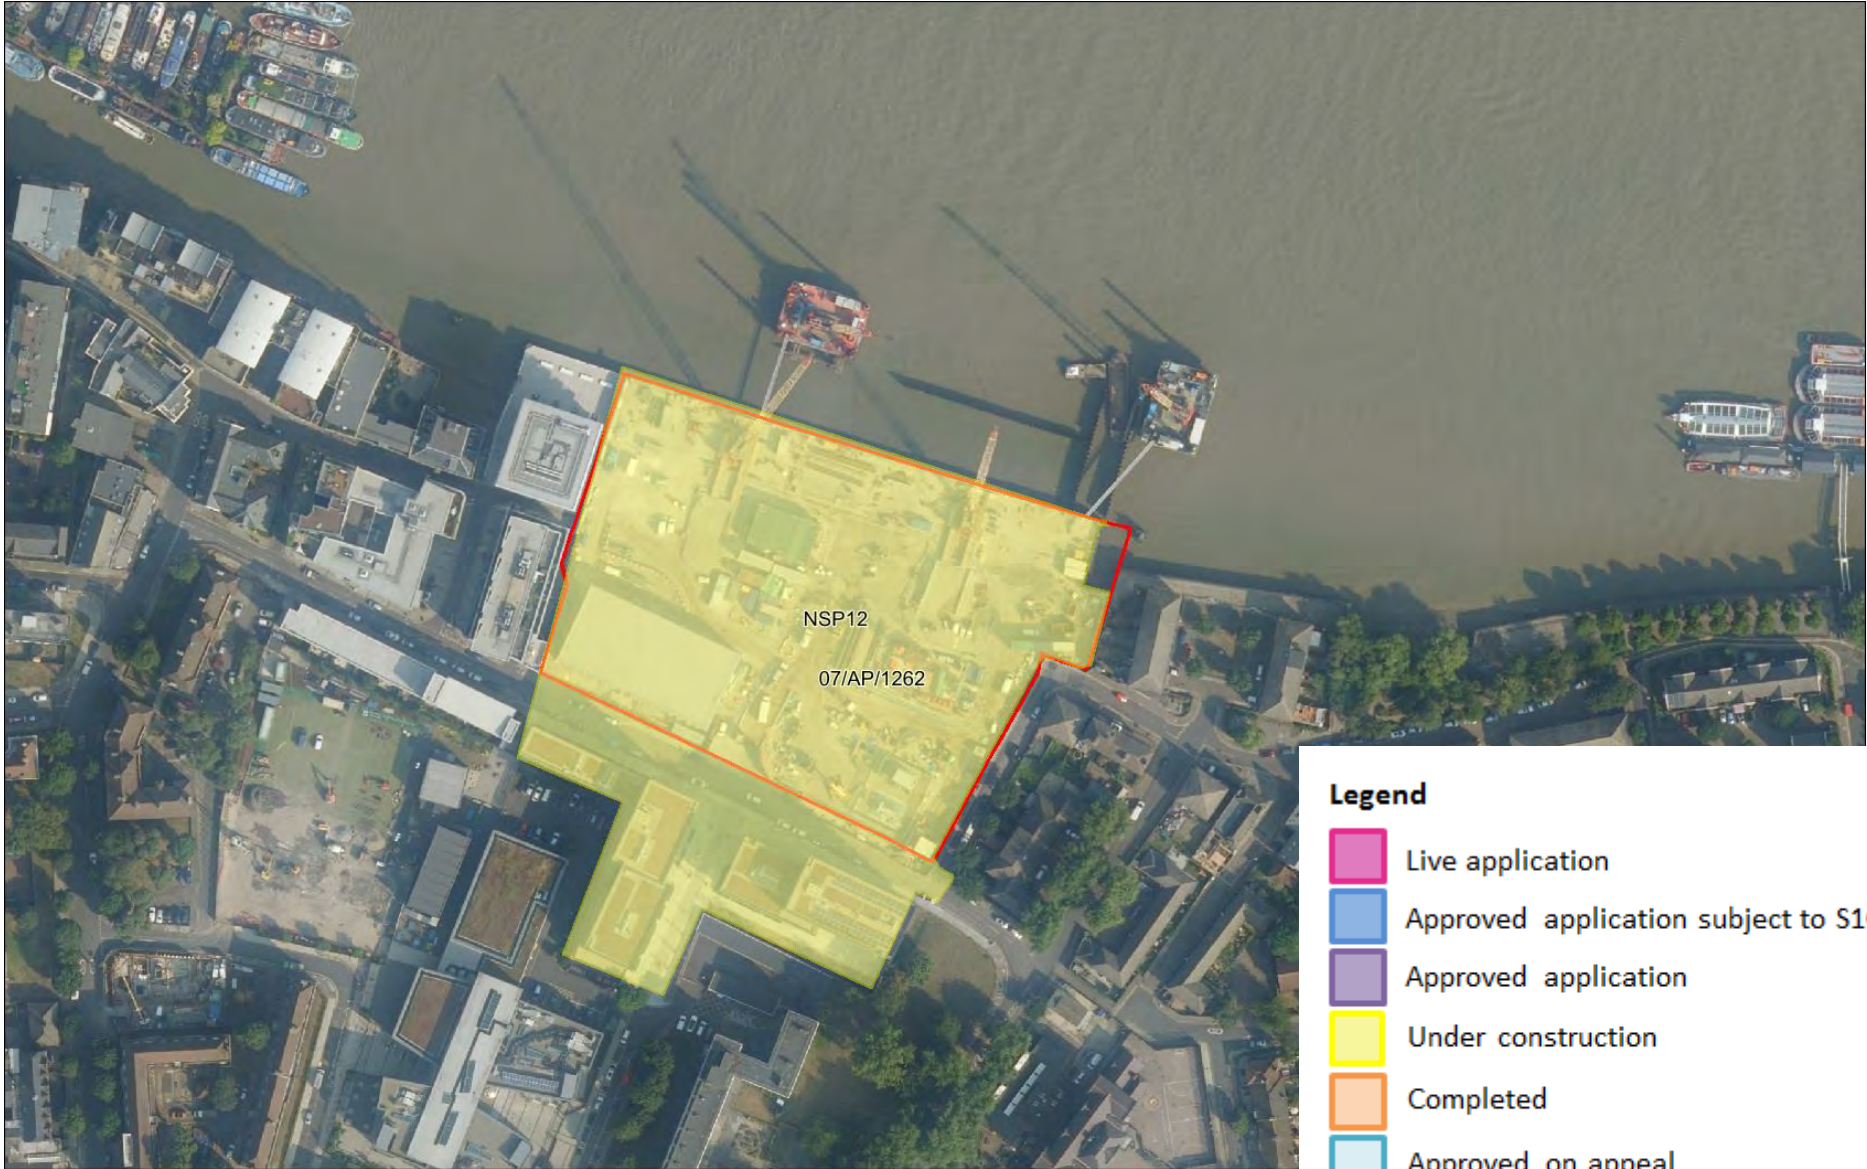 NSP12
07/AP/1262
Legend
Live application
Approved application subject to
Approved application
Under construction
Completed
Approved on appeal